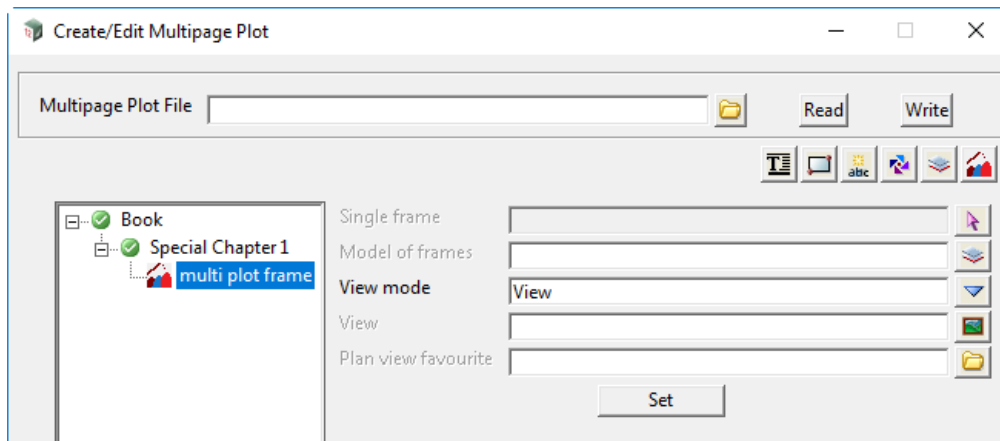 Create/Edit Multipage Plot
Multipage Plot File Read Write
T abc
Book Single frame
Special Chapter 1 Model of frames
multi plot frame View mode View
View
Plan view favourite
Set